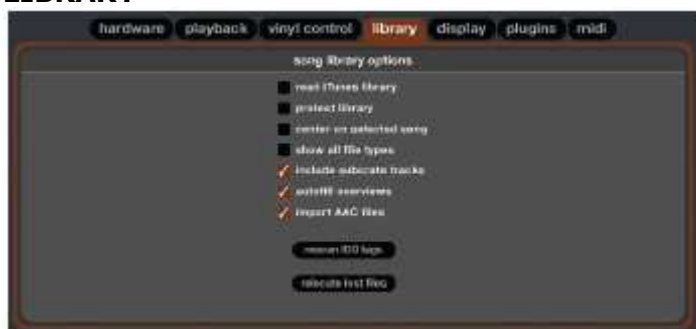 LIBRARY
hardware playback vinyl control library display plugins midi
song library options
read iTunes library
protect library
center on selected song
show all file types
include subcrate tracks
autofill overviews
import AAC files
rescan ID3 tags
relocate lost files